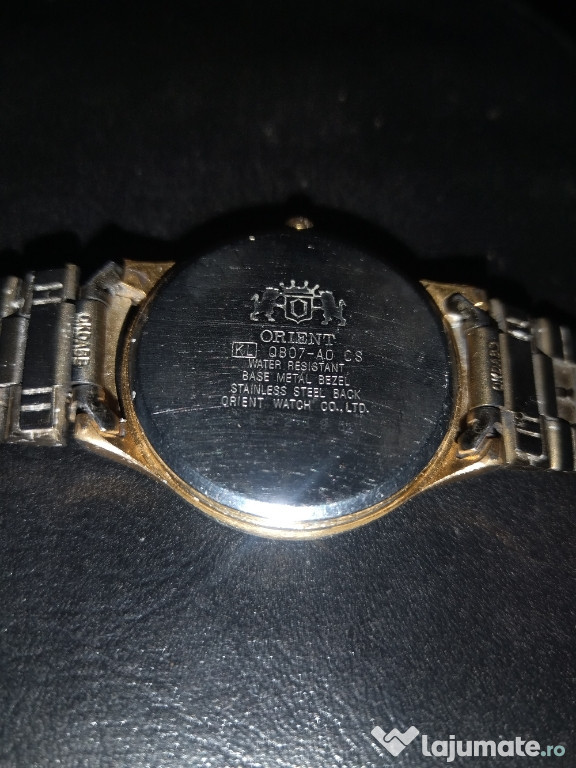 ORIENT
KL QB07-A0 CS
WATER RESISTANT
BASE METAL BEZEL
STAINLESS STEEL BACK
ORIENT WATCH CO.,LTD.
lajumate.ro